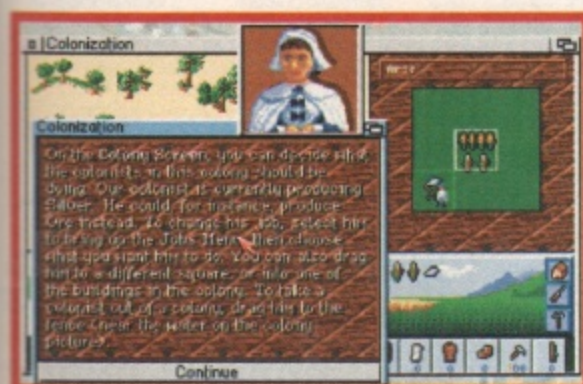 Colonization
Colonization
On the Colony Screen, you can decide what
the colonists in this colony should be
doing. Our colonist is currently producing
Silver. He could, for instance, produce
Ore instead. To change his job, select him
to bring up the Jobs Menu, then choose
what you want him to do. You can also drag
him to a different square, or into one of
the buildings in the colony. To take a
colonist out of a colony, drag him to the
fence (near the water on the colony
picture).
Continue